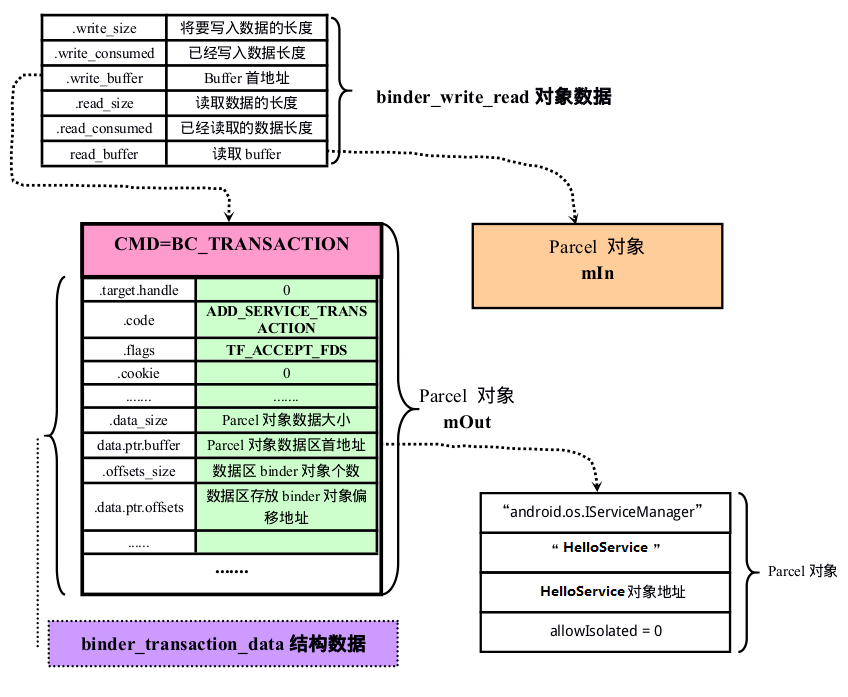 .write_size 将要写入数据的长度
.write_consumed 已经写入数据长度
.write_buffer Buffer 首地址
.read_size 读取数据的长度
.read_consumed 已经读取的数据长度
read_buffer 读取 buffer
binder_write_read 对象数据
CMD=BC_TRANSACTION
Parcel 对象
mIn
.target.handle 0
.code ADD_SERVICE_TRANS
ACTION
.flags TF_ACCEPT_FDS
.cookie 0
....... .......
.data_size Parcel 对象数据大小
data.ptr.buffer Parcel 对象数据区首地址
.offsets_size 数据区 binder 对象个数
.data.ptr.offsets 数据区存放 binder 对象偏
移地址
......
.......
Parcel 对象
mOut
“android.os.IServiceManager”
“ HelloService ”
HelloService 对象地址
allowIsolated = 0
Parcel 对象
binder_transaction_data 结构数据